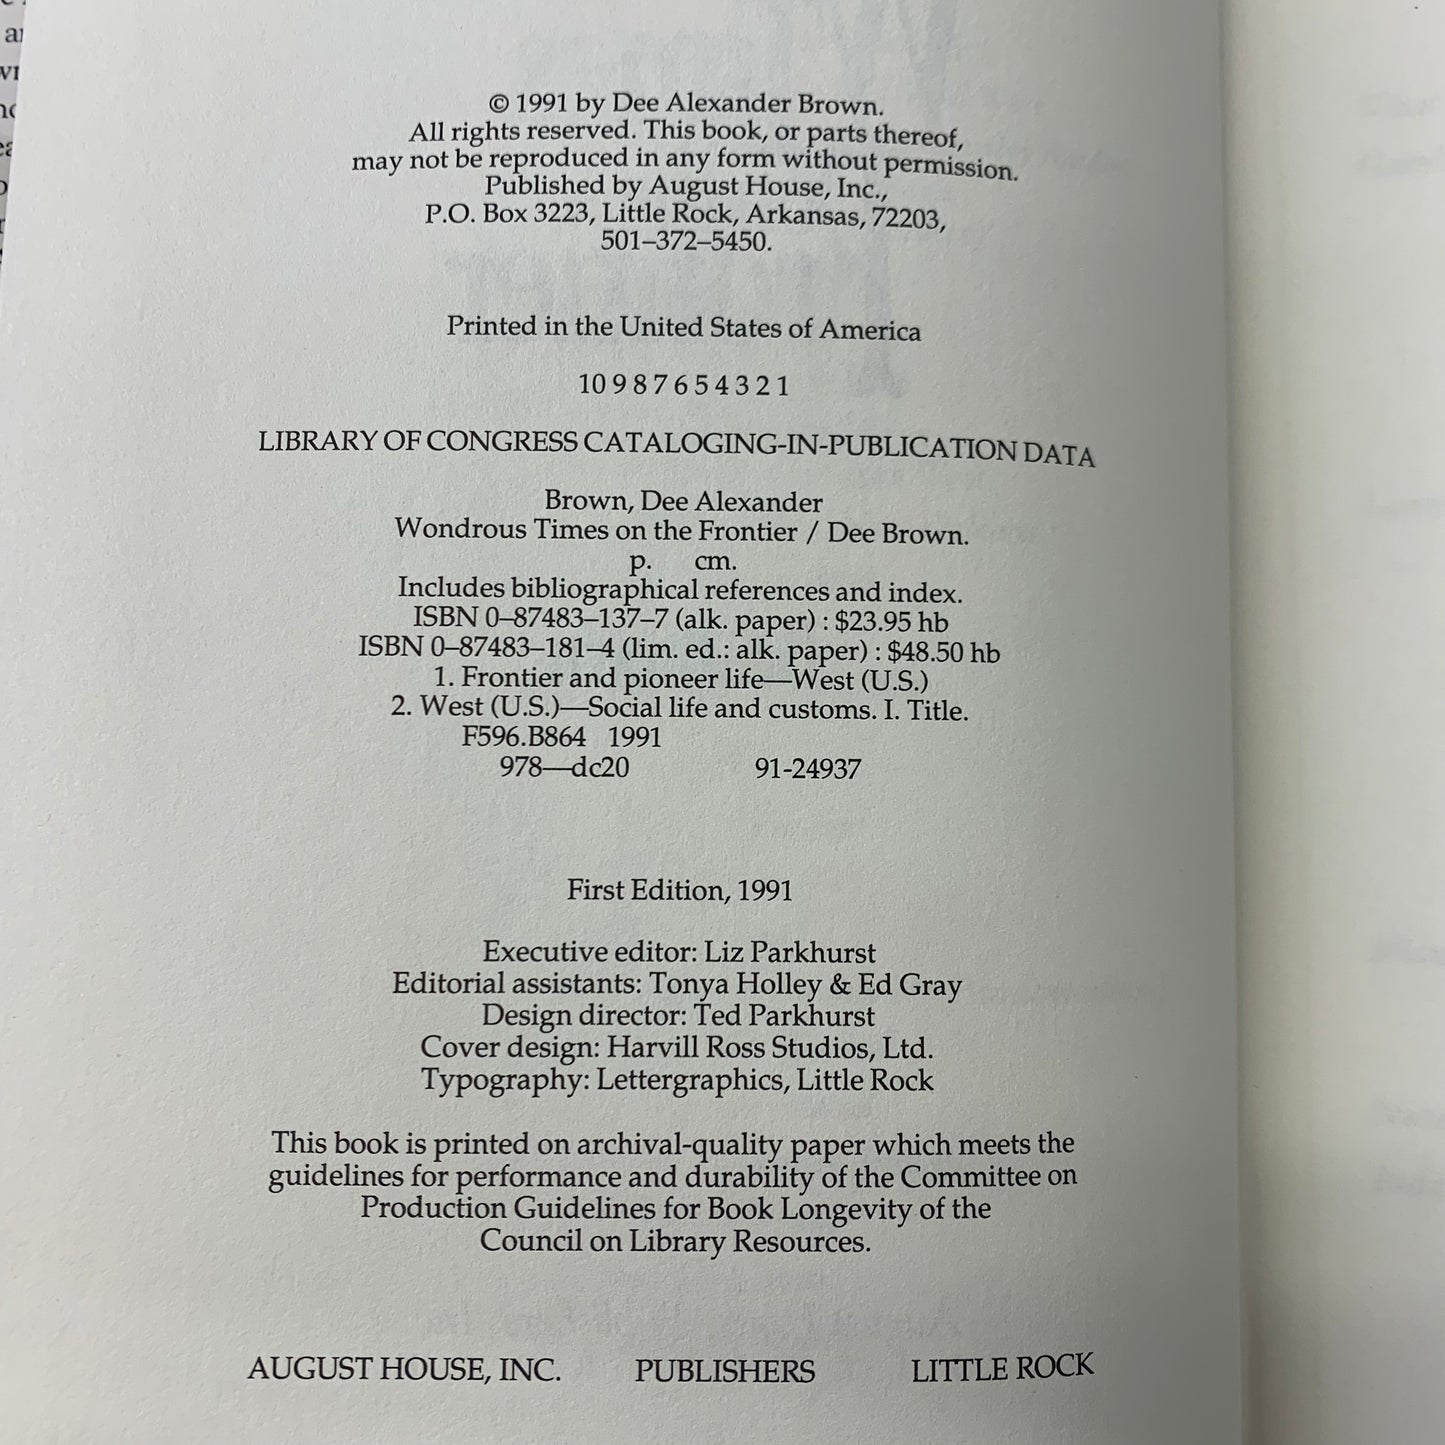 © 1991 by Dee Alexander Brown.
All rights reserved. This book, or parts thereof,
may not be reproduced in any form without permission.
Published by August House, Inc.,
P.O. Box 3223, Little Rock, Arkansas, 72203,
501–372–5450.
Printed in the United States of America
10 9 8 7 6 5 4 3 2 1
LIBRARY OF CONGRESS CATALOGING-IN-PUBLICATION DATA
Brown, Dee Alexander
Wondrous Times on the Frontier / Dee Brown.
p. cm.
Includes bibliographical references and index.
ISBN 0–87483–137–7 (alk. paper) : $23.95 hb
ISBN 0–87483–181–4 (lim. ed.: alk. paper) : $48.50 hb
1. Frontier and pioneer life—West (U.S.)
2. West (U.S.)—Social life and customs. I. Title.
F596.B864 1991
978—dc20 91-24937
First Edition, 1991
Executive editor: Liz Parkhurst
Editorial assistants: Tonya Holley & Ed Gray
Design director: Ted Parkhurst
Cover design: Harvill Ross Studios, Ltd.
Typography: Lettergraphics, Little Rock
This book is printed on archival-quality paper which meets the
guidelines for performance and durability of the Committee on
Production Guidelines for Book Longevity of the
Council on Library Resources.
AUGUST HOUSE, INC. PUBLISHERS LITTLE ROCK